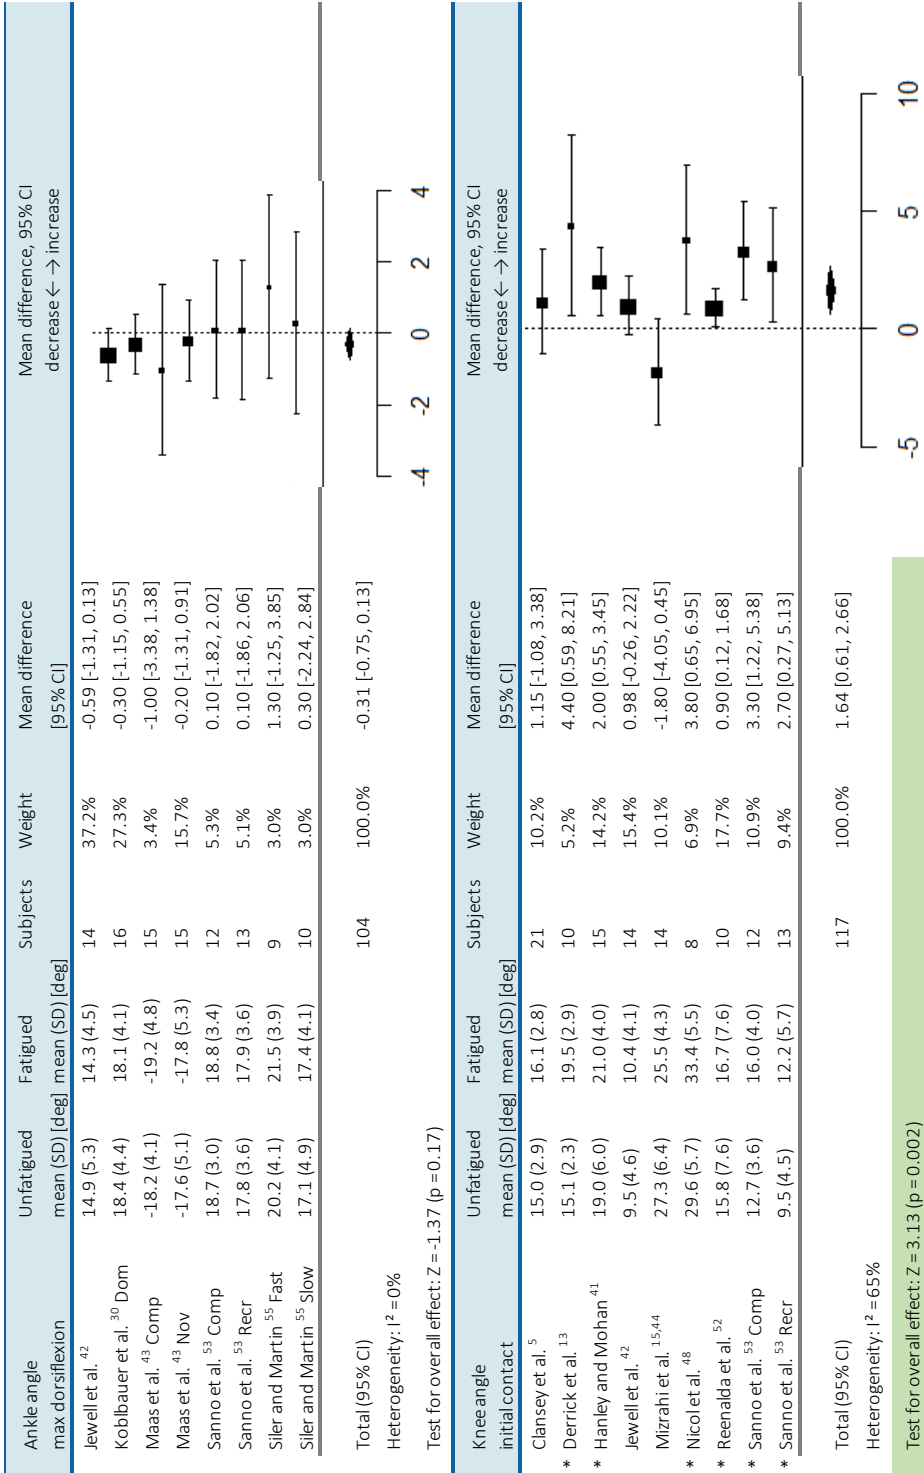 Ankle angle Unfatigued Fatigued Subjects Weight Mean difference Mean difference, 95% CI
max dorsiflexion mean (SD) [deg] mean (SD) [deg] [95% CI] decrease ← → increase
Jewell et al. 42 14.9 (5.3) 14.3 (4.5) 14 37.2% -0.59 [-1.31, 0.13]
Koblbauer et al. 30 Dom 18.4 (4.4) 18.1 (4.1) 16 27.3% -0.30 [-1.15, 0.55]
Maas et al. 43 Comp -18.2 (4.1) -19.2 (4.8) 15 3.4% -1.00 [-3.38, 1.38]
Maas et al. 43 Nov -17.6 (5.1) -17.8 (5.3) 15 15.7% -0.20 [-1.31, 0.91]
Sanno et al. 53 Comp 18.7 (3.0) 18.8 (3.4) 12 5.3% 0.10 [-1.82, 2.02]
Sanno et al. 53 Recr 17.8 (3.6) 17.9 (3.6) 13 5.1% 0.10 [-1.86, 2.06]
Siler and Martin 55 Fast 20.2 (4.1) 21.5 (3.9) 9 3.0% 1.30 [-1.25, 3.85]
Siler and Martin 55 Slow 17.1 (4.9) 17.4 (4.1) 10 3.0% 0.30 [-2.24, 2.84]
Total (95% CI) 104 100.0% -0.31 [-0.75, 0.13]
Heterogeneity: I² = 0%
-4 -2 0 2 4
Test for overall effect: Z = -1.37 (p = 0.17)
Knee angle Unfatigued Fatigued Subjects Weight Mean difference Mean difference, 95% CI
initial contact mean (SD) [deg] mean (SD) [deg] [95% CI] decrease ← → increase
Clansey et al. 5 15.0 (2.9) 16.1 (2.8) 21 10.2% 1.15 [-1.08, 3.38]
* Derrick et al. 13 15.1 (2.3) 19.5 (2.9) 10 5.2% 4.40 [0.59, 8.21]
* Hanley and Mohan 41 19.0 (6.0) 21.0 (4.0) 15 14.2% 2.00 [0.55, 3.45]
Jewell et al. 42 9.5 (4.6) 10.4 (4.1) 14 15.4% 0.98 [-0.26, 2.22]
Mizrahi et al. 15,44 27.3 (6.4) 25.5 (4.3) 14 10.1% -1.80 [-4.05, 0.45]
* Nicol et al. 48 29.6 (5.7) 33.4 (5.5) 8 6.9% 3.80 [0.65, 6.95]
* Reenalda et al. 52 15.8 (7.6) 16.7 (7.6) 10 17.7% 0.90 [0.12, 1.68]
* Sanno et al. 53 Comp 12.7 (3.6) 16.0 (4.0) 12 10.9% 3.30 [1.22, 5.38]
* Sanno et al. 53 Recr 9.5 (4.5) 12.2 (5.7) 13 9.4% 2.70 [0.27, 5.13]
Total (95% CI) 117 100.0% 1.64 [0.61, 2.66]
Heterogeneity: I² = 65%
-5 0 5 10
Test for overall effect: Z = 3.13 (p = 0.002)